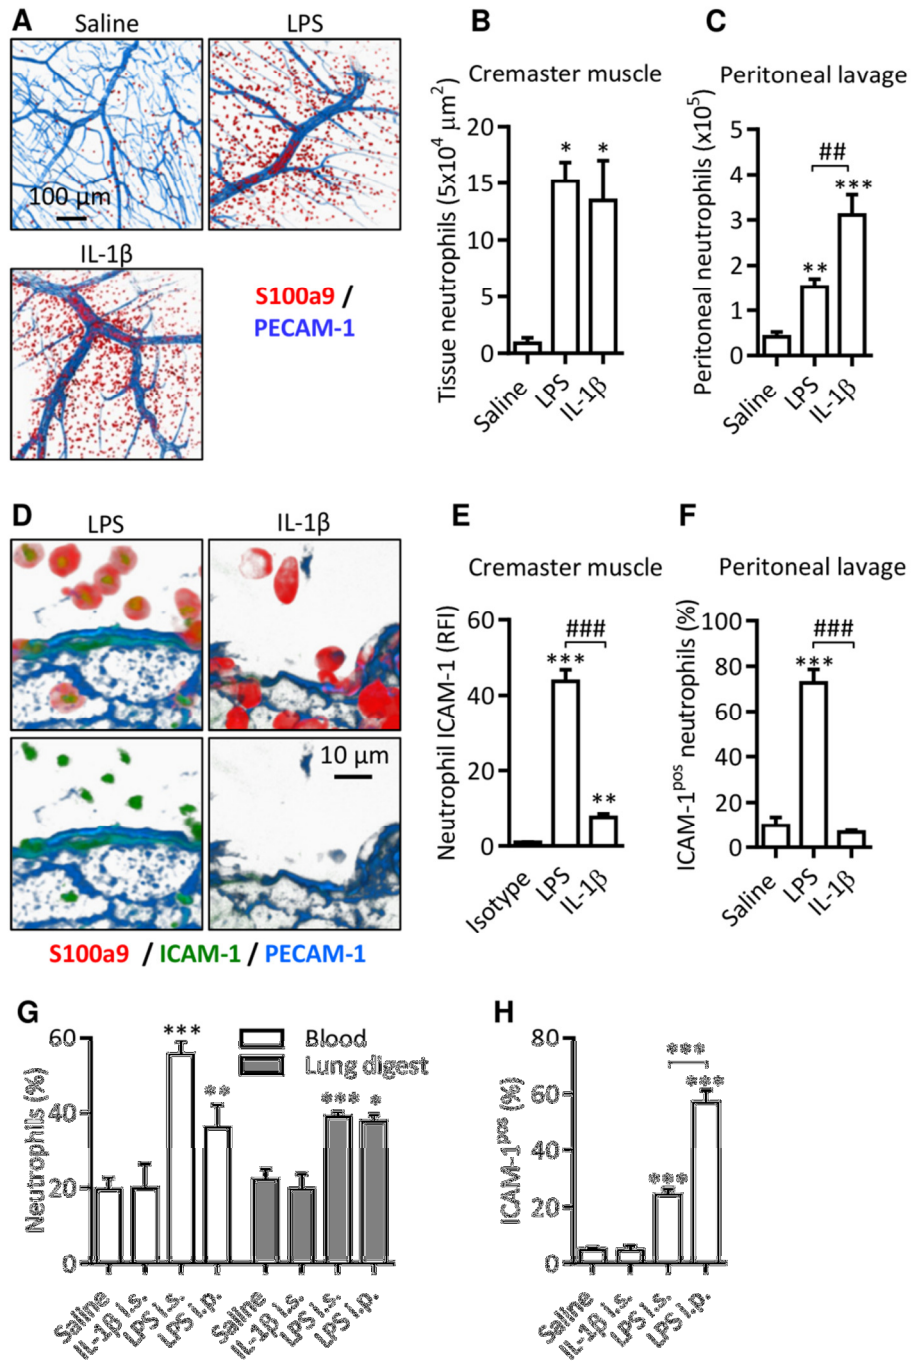 A
Saline
LPS
100 µm
IL-1β
S100a9 /
PECAM-1
B
Cremaster muscle
Tissue neutrophils (5x10⁴ µm²)
20
15
10
5
0
*
*
Saline
LPS
IL-1β
C
Peritoneal lavage
Peritoneal neutrophils (x10⁵)
5
4
3
2
1
0
##
***
**
Saline
LPS
IL-1β
D
LPS
IL-1β
10 µm
S100a9 / ICAM-1 / PECAM-1
E
Cremaster muscle
Neutrophil ICAM-1 (RFI)
60
40
20
0
###
***
**
Isotype
LPS
IL-1β
F
Peritoneal lavage
ICAM-1ᵖᵒˢ neutrophils (%)
100
80
60
40
20
0
###
***
Saline
LPS
IL-1β
G
Neutrophils (%)
60
40
20
0
***
**
***
*
Blood
Lung digest
Saline
IL-1β i.s.
LPS i.s.
LPS i.p.
Saline
IL-1β i.s.
LPS i.s.
LPS i.p.
H
ICAM-1ᵖᵒˢ (%)
80
60
40
20
0
***
***
***
Saline
IL-1β i.s.
LPS i.s.
LPS i.p.